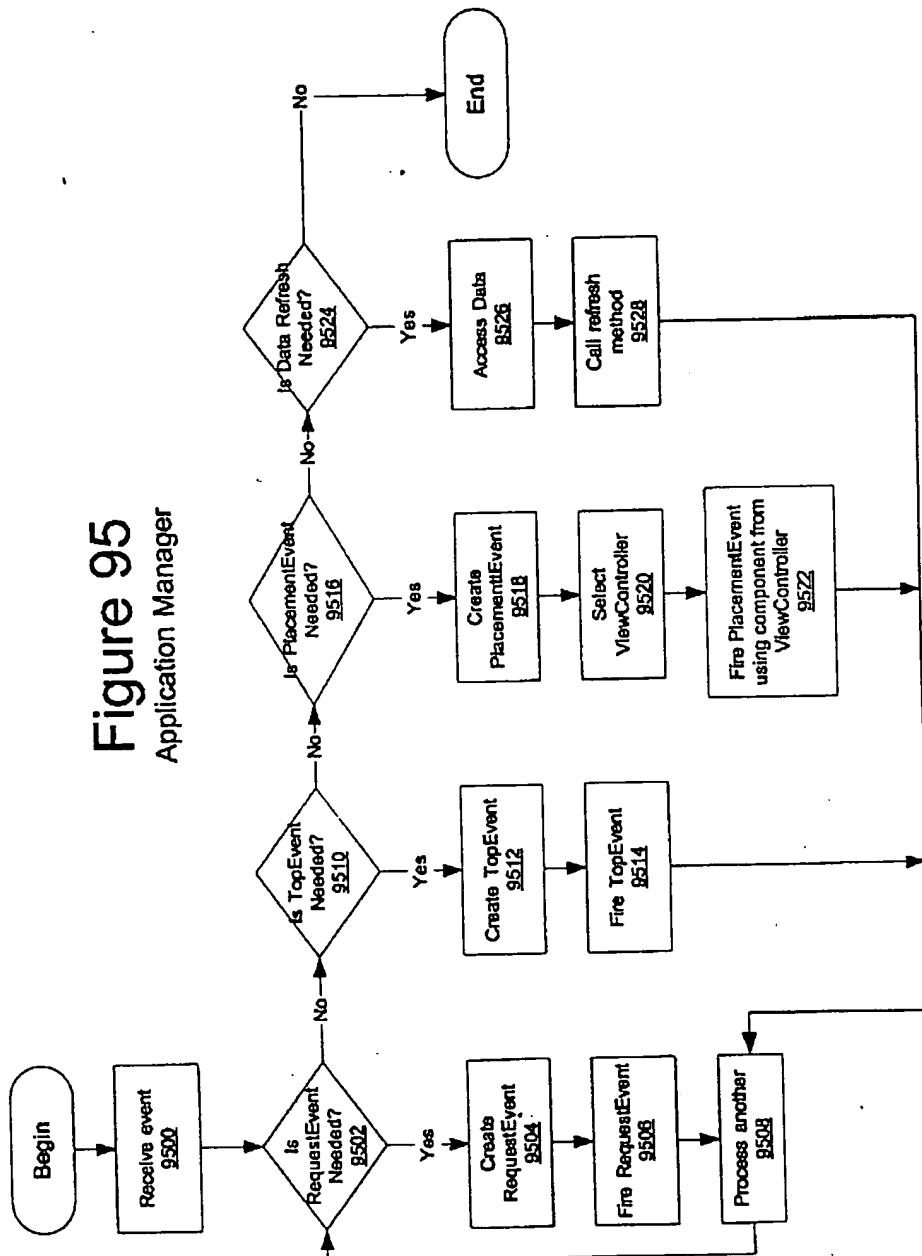 Figure 95
Application Manager
Begin
Receive event
9500
Is
RequestEvent
Needed?
9502
Yes
No
Create
RequestEvent
9504
Fire RequestEvent
9506
Process another
9508
Is TopEvent
Needed?
9510
Yes
No
Create TopEvent
9512
Fire TopEvent
9514
Is PlacementEvent
Needed?
9516
Yes
No
Create
PlacementtEvent
9518
Select
ViewController
9520
Fire PlacementEvent
using component from
ViewController
9522
Is Data Refresh
Needed?
9524
Yes
No
Access Data
9526
Call refresh
method
9528
End